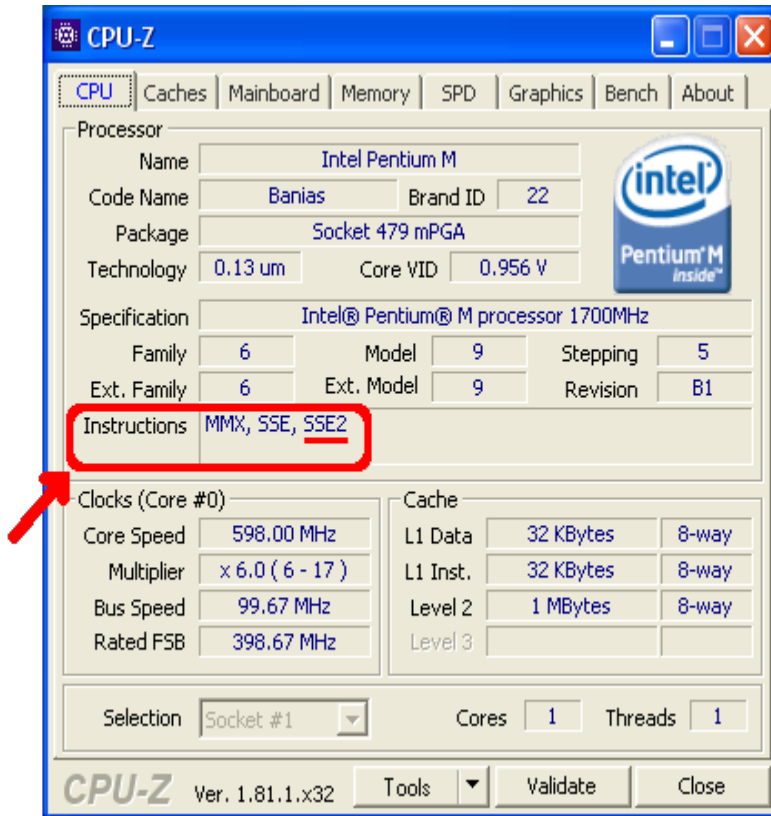 CPU-Z
CPU Caches Mainboard Memory SPD Graphics Bench About
Processor
Name Intel Pentium M
Code Name Banias Brand ID 22
Package Socket 479 mPGA
Technology 0.13 um Core VID 0.956 V
intel
Pentium® M
inside™
Specification Intel® Pentium® M processor 1700MHz
Family 6 Model 9 Stepping 5
Ext. Family 6 Ext. Model 9 Revision B1
Instructions MMX, SSE, SSE2
Clocks (Core #0)
Core Speed 598.00 MHz
Multiplier x 6.0 ( 6 - 17 )
Bus Speed 99.67 MHz
Rated FSB 398.67 MHz
Cache
L1 Data 32 KBytes 8-way
L1 Inst. 32 KBytes 8-way
Level 2 1 MBytes 8-way
Level 3
Selection Socket #1 Cores 1 Threads 1
CPU-Z Ver. 1.81.1.x32 Tools Validate Close